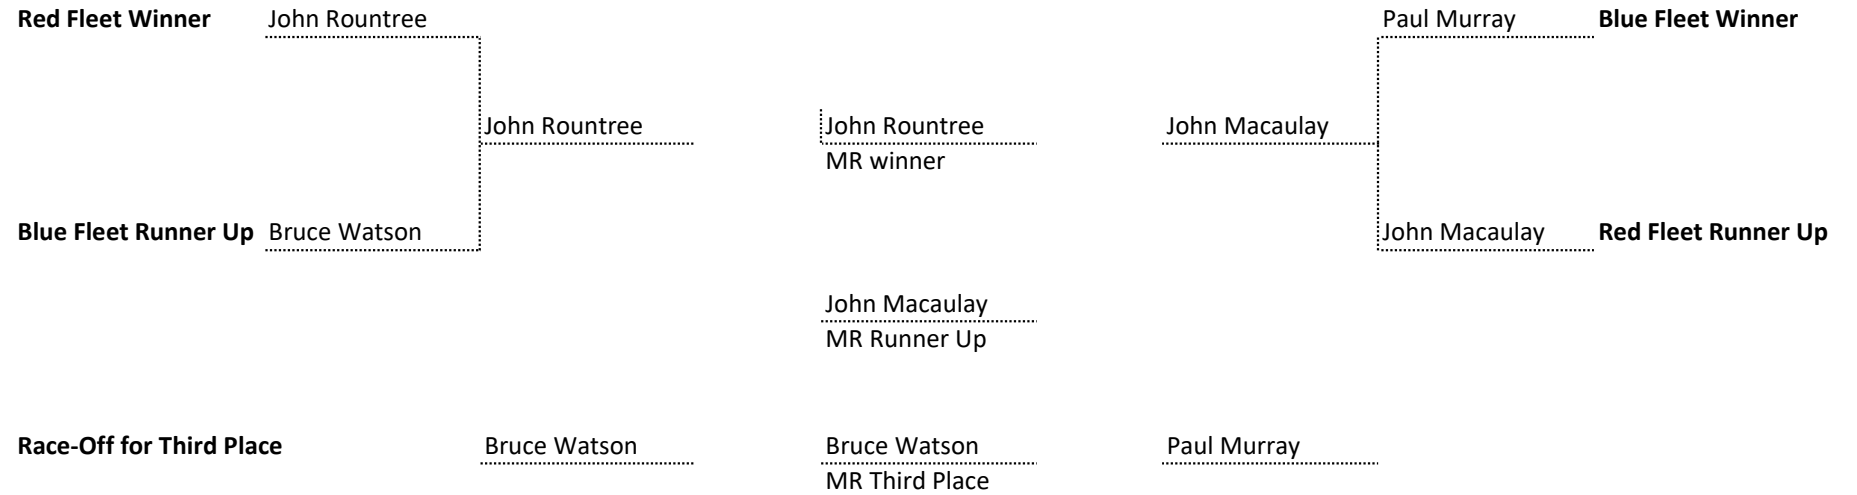 Red Fleet Winner John Rountree Paul Murray Blue Fleet Winner
John Rountree John Rountree John Macaulay
MR winner
Blue Fleet Runner Up Bruce Watson John Macaulay Red Fleet Runner Up
John Macaulay
MR Runner Up
Race-Off for Third Place Bruce Watson Bruce Watson Paul Murray
MR Third Place